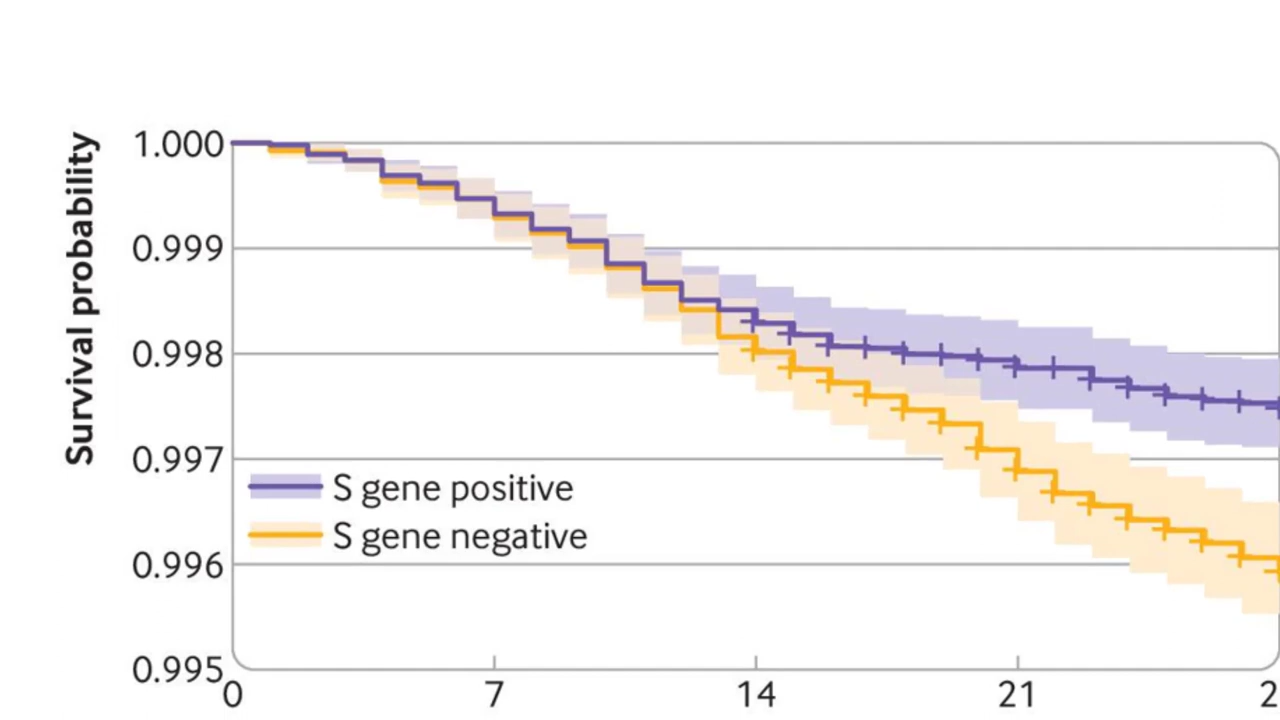 Survival probability
1.000
0.999
0.998
0.997
0.996
0.995
S gene positive
S gene negative
0 7 14 21 2